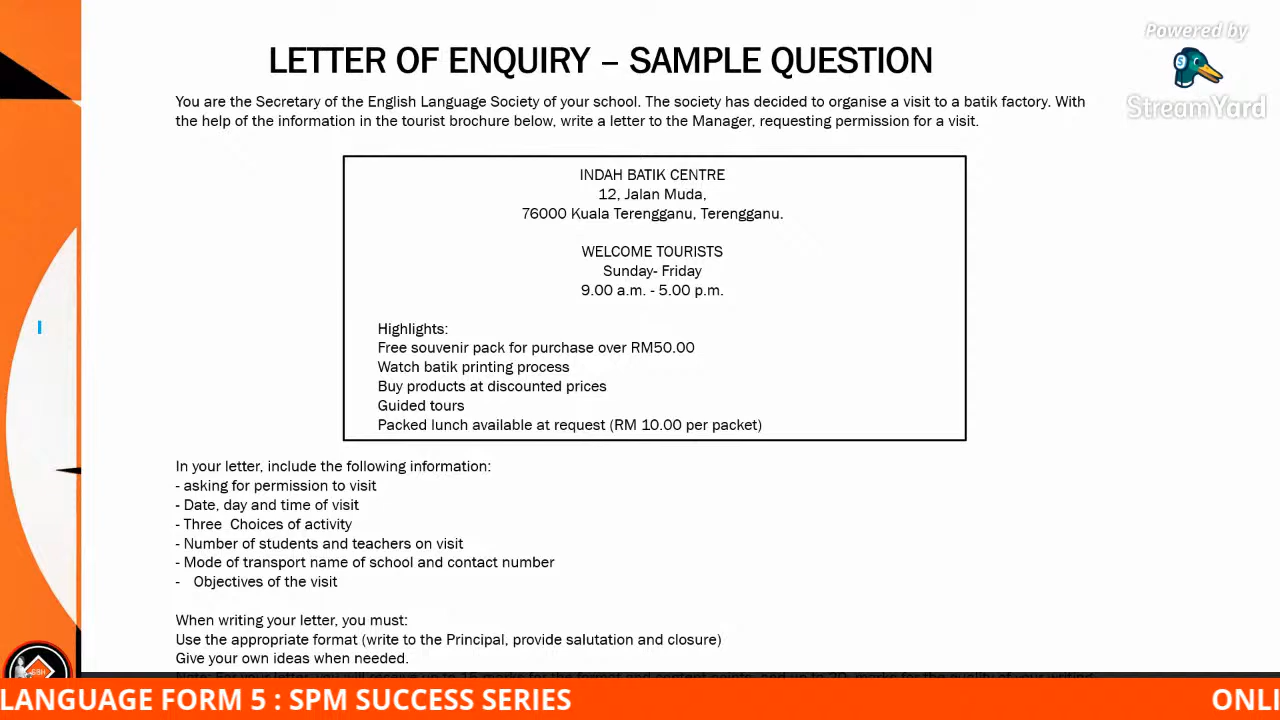 Powered by
StreamYard
LETTER OF ENQUIRY – SAMPLE QUESTION
You are the Secretary of the English Language Society of your school. The society has decided to organise a visit to a batik factory. With
the help of the information in the tourist brochure below, write a letter to the Manager, requesting permission for a visit.
INDAH BATIK CENTRE
12, Jalan Muda,
76000 Kuala Terengganu, Terengganu.
WELCOME TOURISTS
Sunday- Friday
9.00 a.m. - 5.00 p.m.
Highlights:
Free souvenir pack for purchase over RM50.00
Watch batik printing process
Buy products at discounted prices
Guided tours
Packed lunch available at request (RM 10.00 per packet)
In your letter, include the following information:
- asking for permission to visit
- Date, day and time of visit
- Three  Choices of activity
- Number of students and teachers on visit
- Mode of transport name of school and contact number
-   Objectives of the visit
When writing your letter, you must:
Use the appropriate format (write to the Principal, provide salutation and closure)
Give your own ideas when needed.
LANGUAGE FORM 5 : SPM SUCCESS SERIES
ONLI